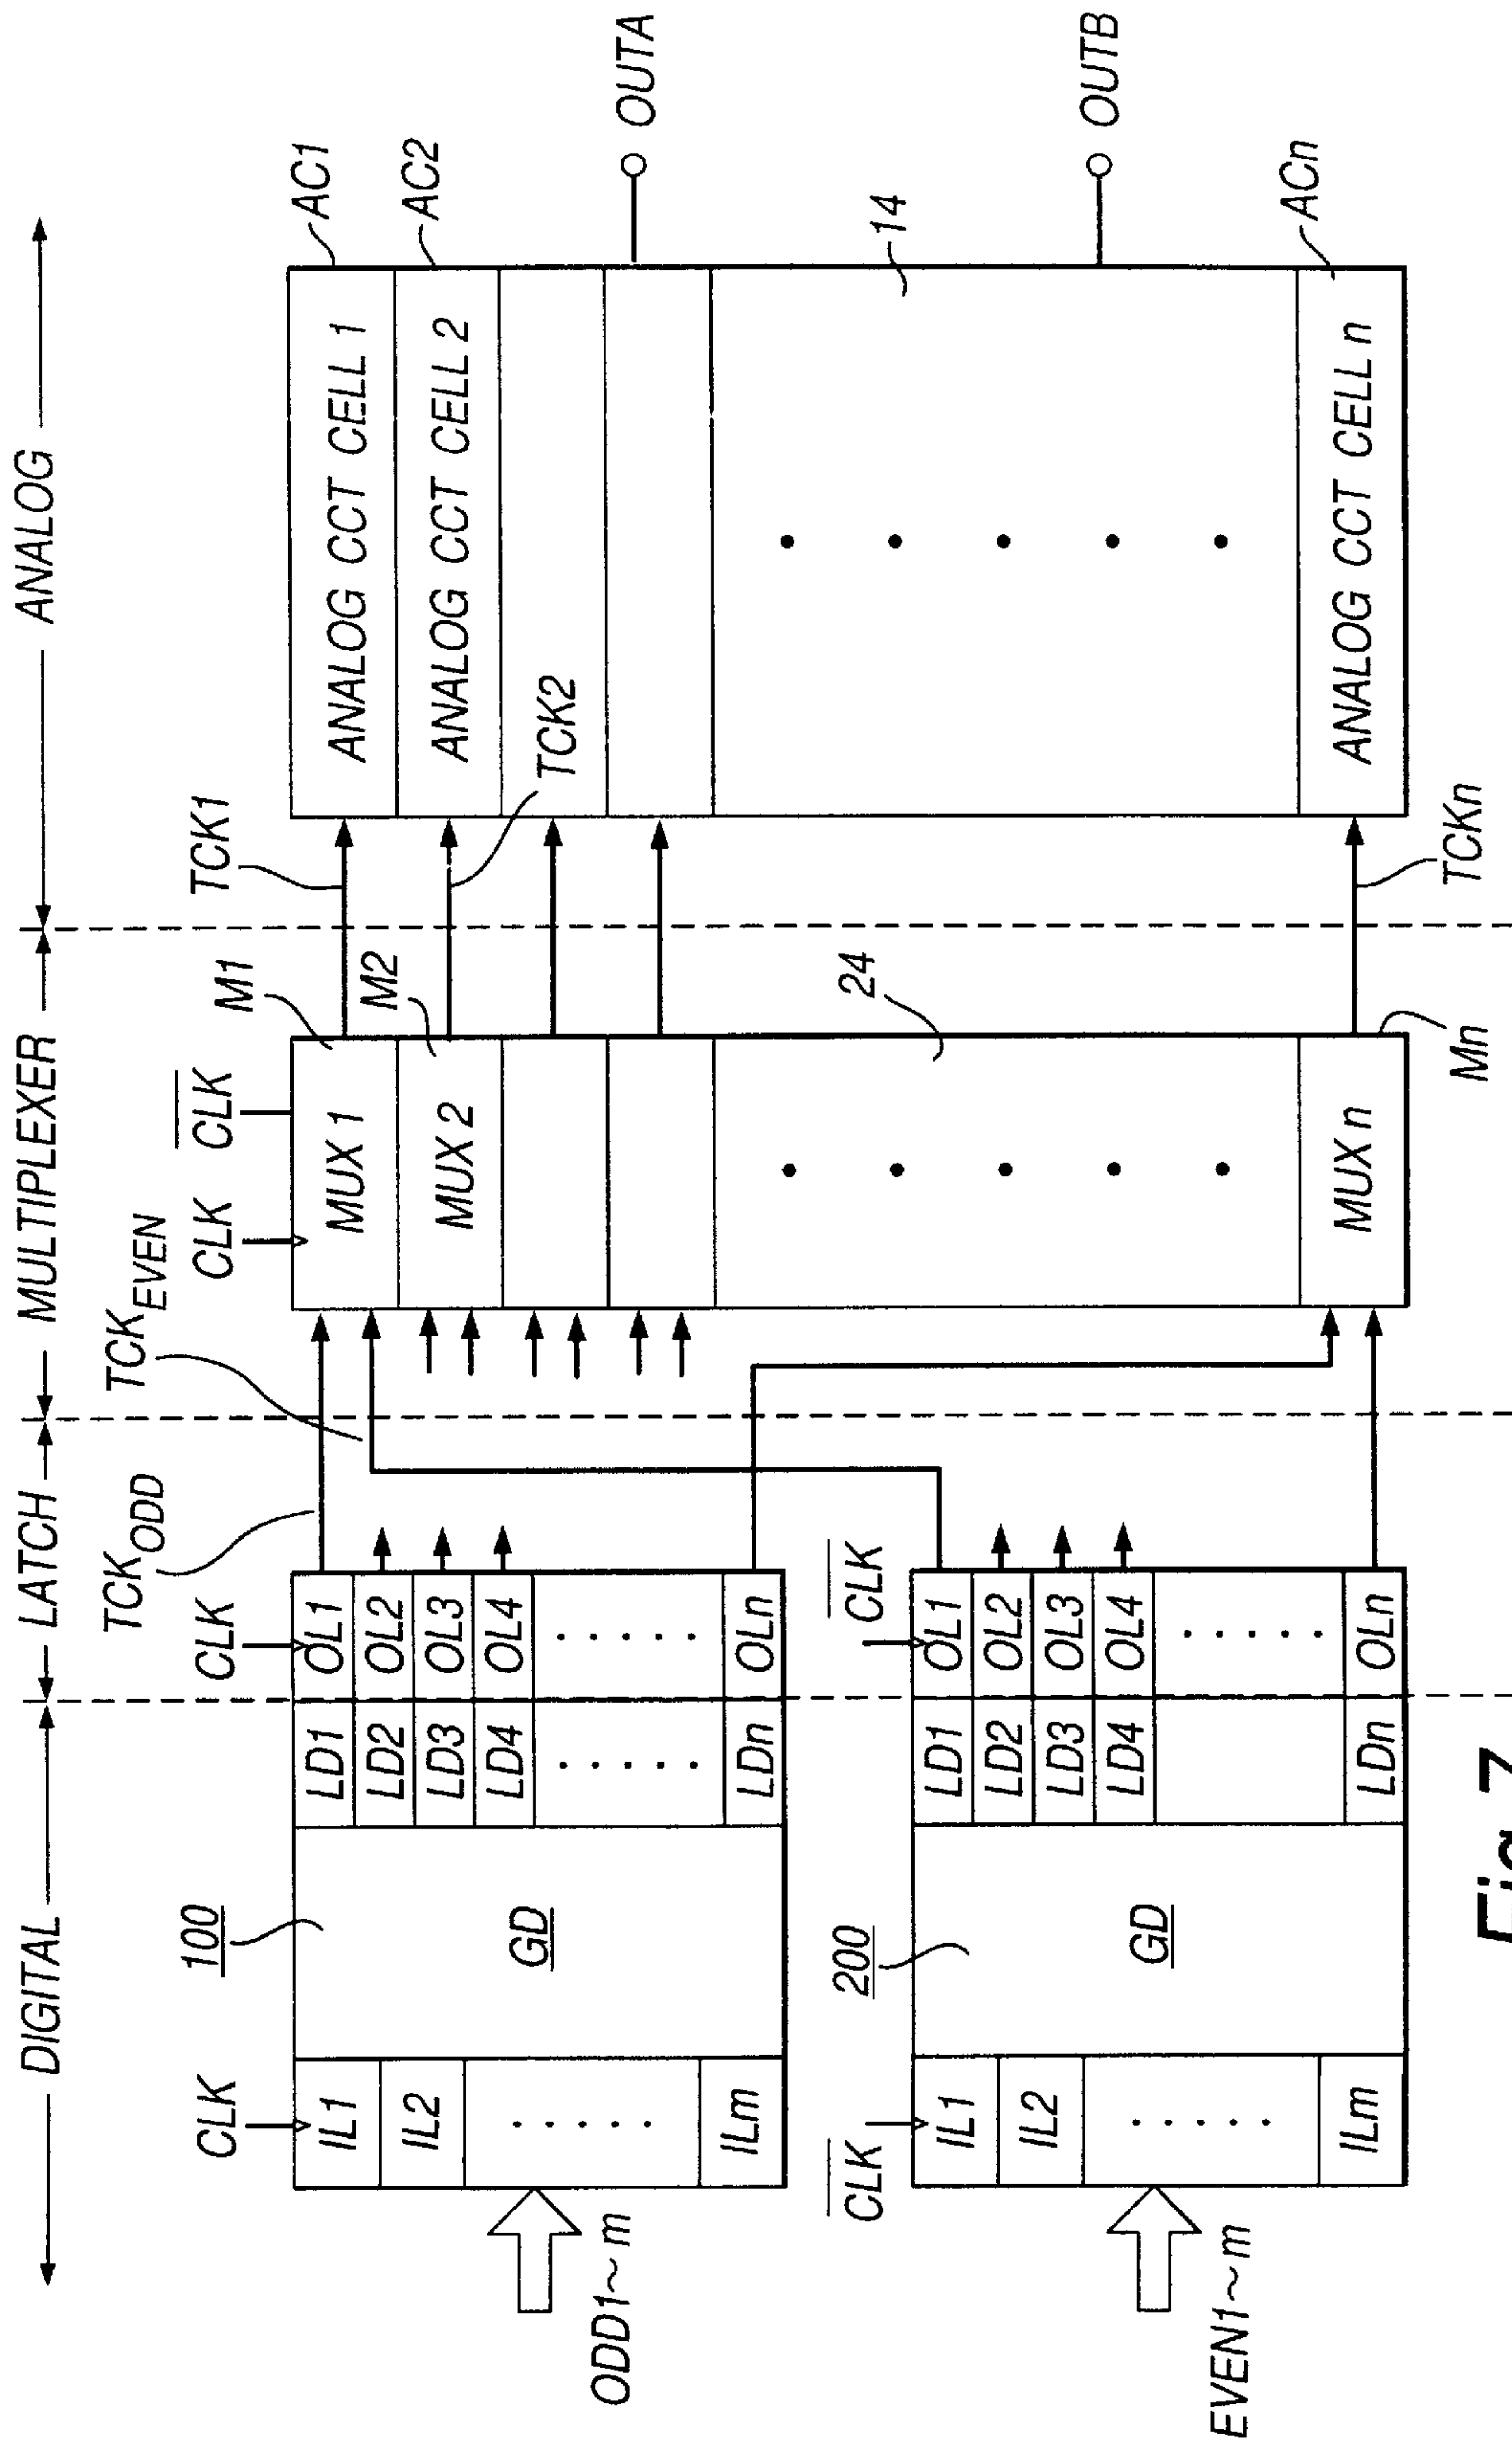 DIGITAL
LATCH
MULTIPLEXER
ANALOG
100
CLK
IL1
IL2
ILm
GD
LD1
LD2
LD3
LD4
LDn
CLK
OL1
OL2
OL3
OL4
OLn
ODD1~m
TCKODD
TCKEVEN
200
CLK
IL1
IL2
ILm
GD
LD1
LD2
LD3
LD4
LDn
CLK
OL1
OL2
OL3
OL4
OLn
EVEN1~m
CLK
CLK
M1
M2
MUX 1
MUX 2
24
MUX n
Mn
TCK1
TCK2
TCKn
ANALOG CCT CELL 1
ANALOG CCT CELL 2
ANALOG CCT CELL n
AC1
AC2
14
ACn
OUTA
OUTB